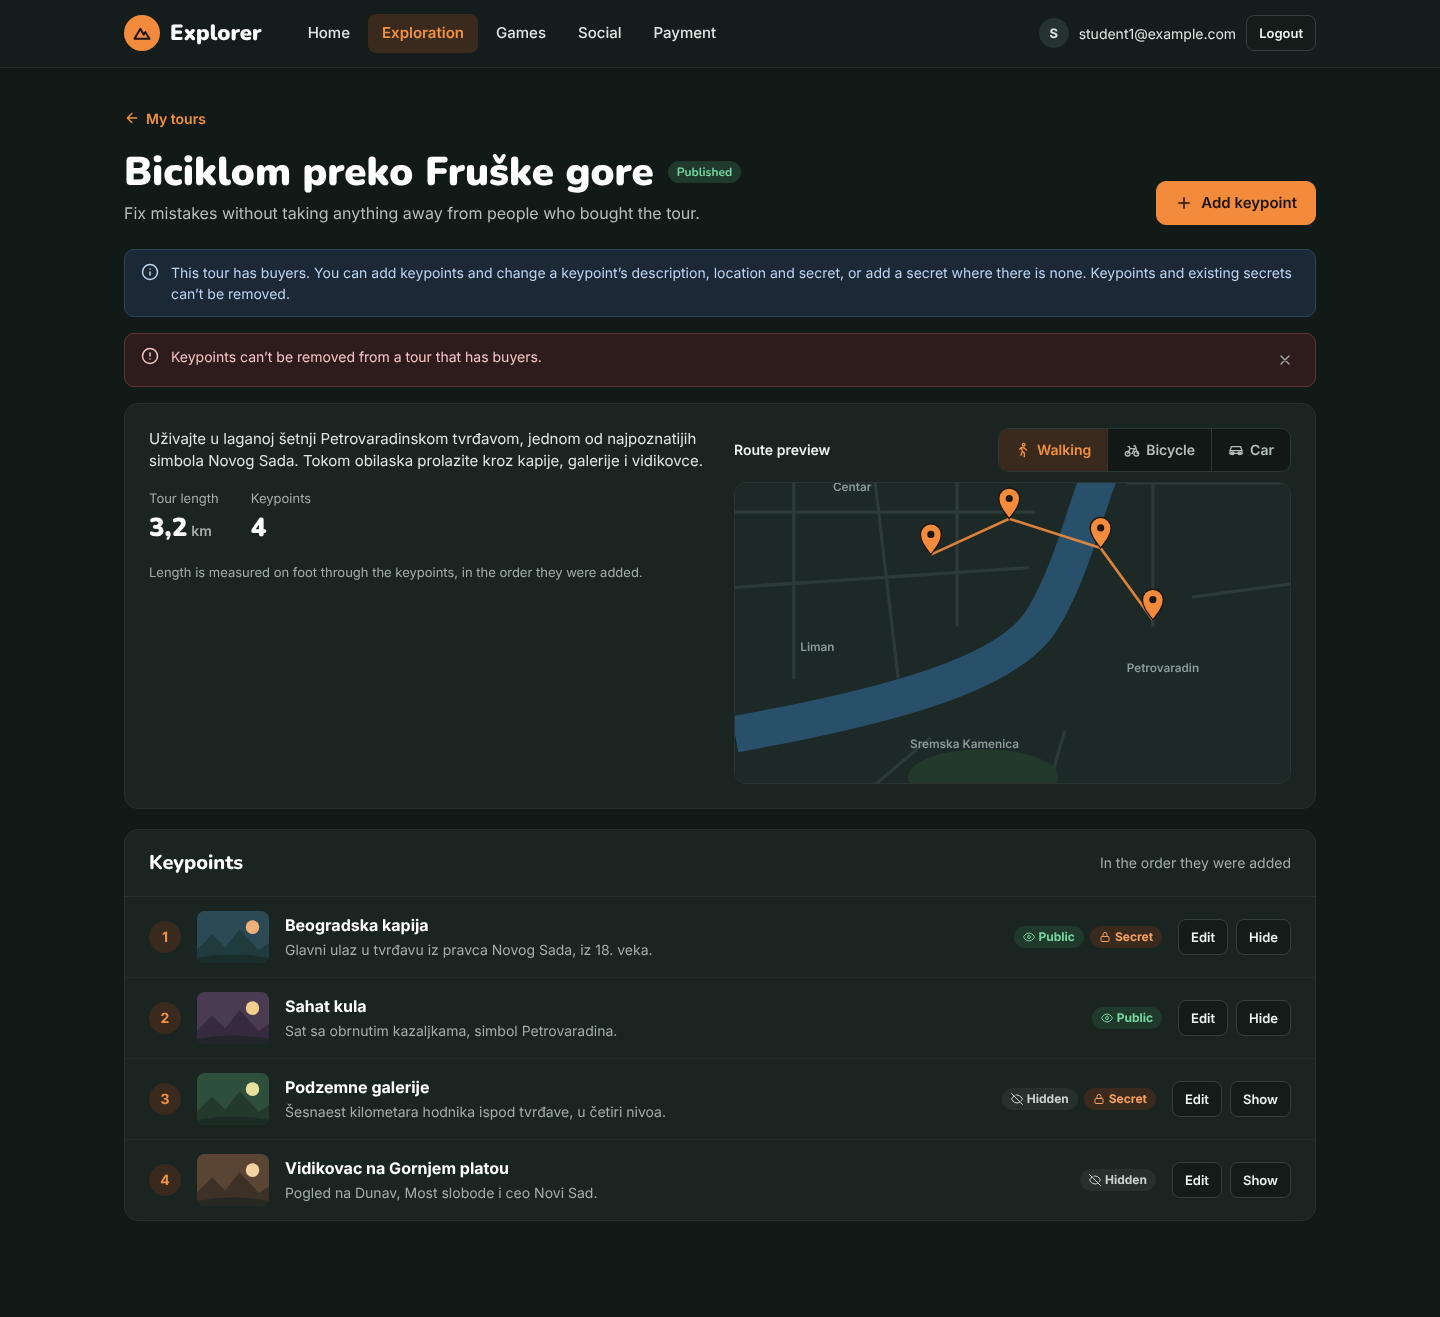 Explorer
Home
Exploration
Games
Social
Payment
S
student1@example.com
Logout
My tours
Biciklom preko Fruške gore
Published
Fix mistakes without taking anything away from people who bought the tour.
Add keypoint
This tour has buyers. You can add keypoints and change a keypoint’s description, location and secret, or add a secret where there is none. Keypoints and existing secrets
can’t be removed.
Keypoints can’t be removed from a tour that has buyers.
Uživajte u laganoj šetnji Petrovaradinskom tvrđavom, jednom od najpoznatijih
simbola Novog Sada. Tokom obilaska prolazite kroz kapije, galerije i vidikovce.
Tour length
Keypoints
3,2 km
4
Length is measured on foot through the keypoints, in the order they were added.
Route preview
Walking
Bicycle
Car
Centar
Liman
Petrovaradin
Sremska Kamenica
Keypoints
In the order they were added
1
Beogradska kapija
Glavni ulaz u tvrđavu iz pravca Novog Sada, iz 18. veka.
Public
Secret
Edit
Hide
2
Sahat kula
Sat sa obrnutim kazaljkama, simbol Petrovaradina.
Public
Edit
Hide
3
Podzemne galerije
Šesnaest kilometara hodnika ispod tvrđave, u četiri nivoa.
Hidden
Secret
Edit
Show
4
Vidikovac na Gornjem platou
Pogled na Dunav, Most slobode i ceo Novi Sad.
Hidden
Edit
Show